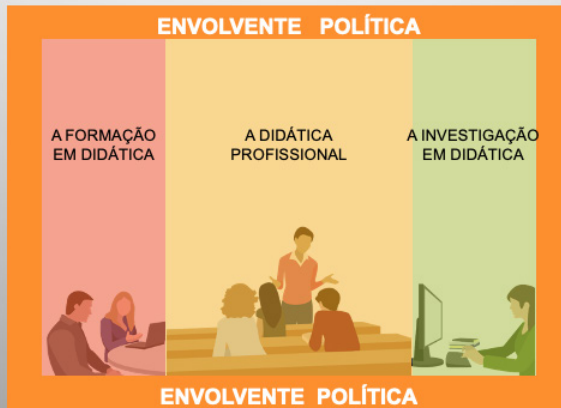 ENVOLVENTE POLÍTICA
A FORMAÇÃO
EM DIDÁTICA
A DIDÁTICA
PROFISSIONAL
A INVESTIGAÇÃO
EM DIDÁTICA
ENVOLVENTE POLÍTICA